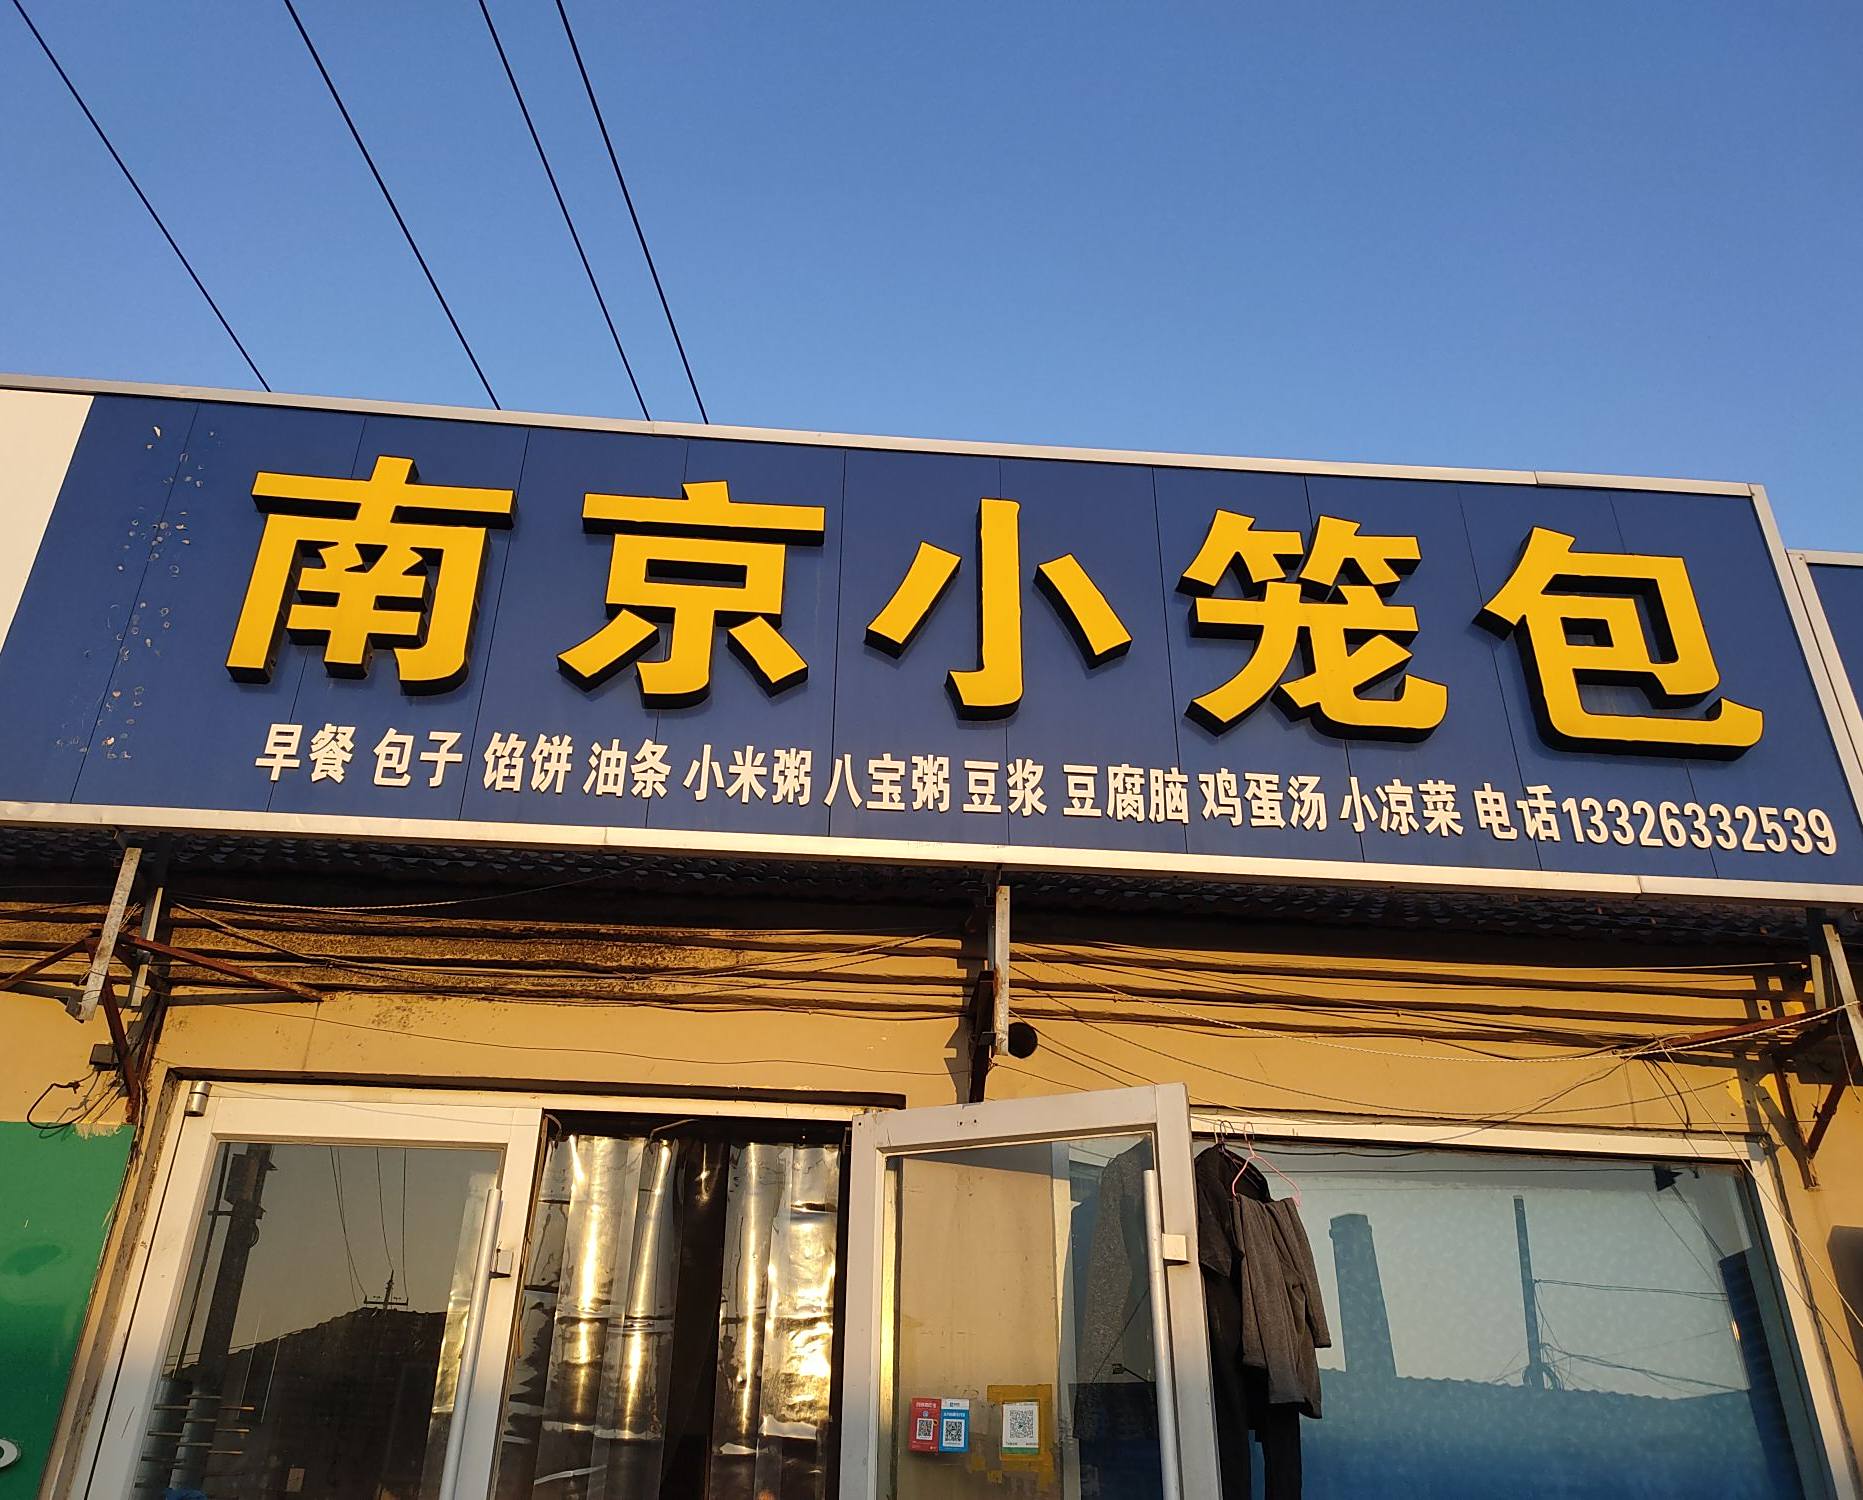 南京小笼包
早餐 包子 馅饼 油条 小米粥 八宝粥 豆浆 豆腐脑 鸡蛋汤 小凉菜 电话13326332539